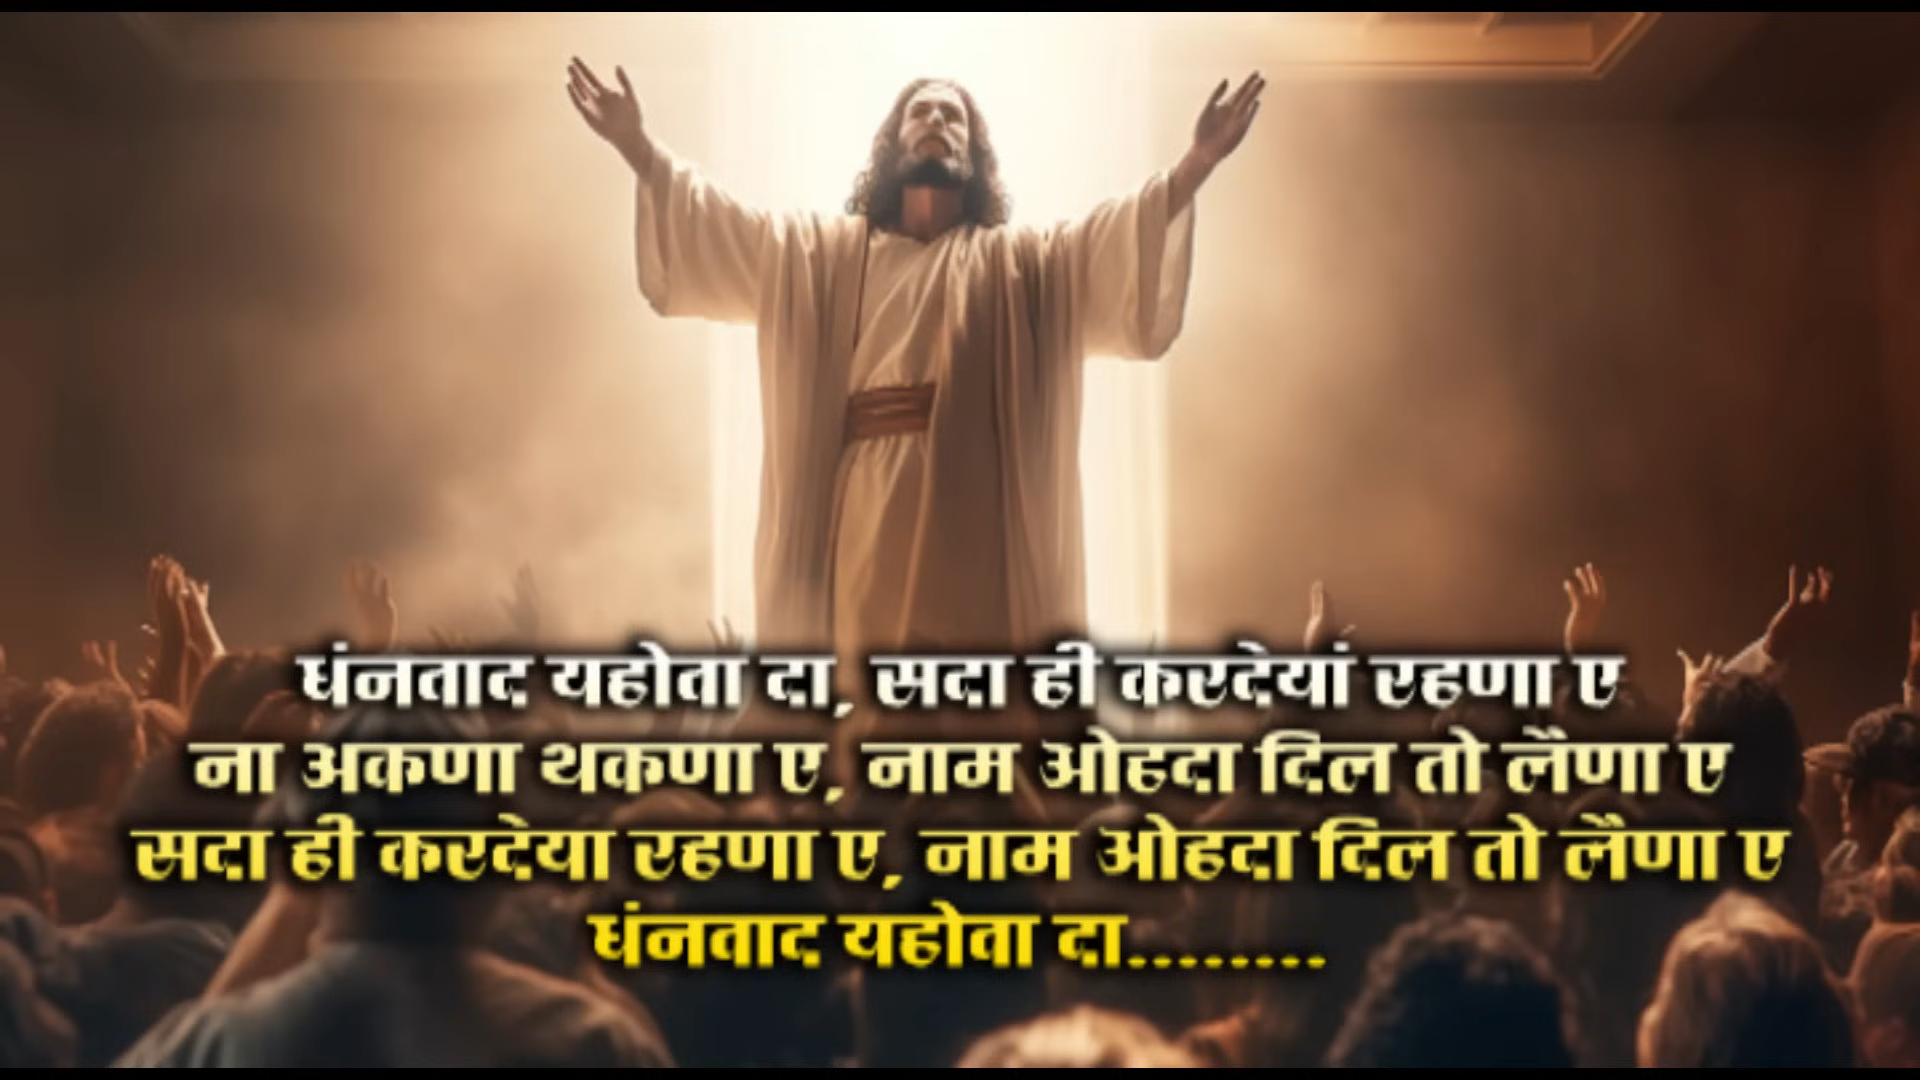 धंनवाद यहोवा दा, सदा ही करदेयां रहणा ए
ना अकणा थकणा ए, नाम ओहदा दिल तो लैंणा ए
सदा ही करदेया रहणा ए, नाम ओहदा दिल तो लैंणा ए
धंनवाद यहोवा दा........